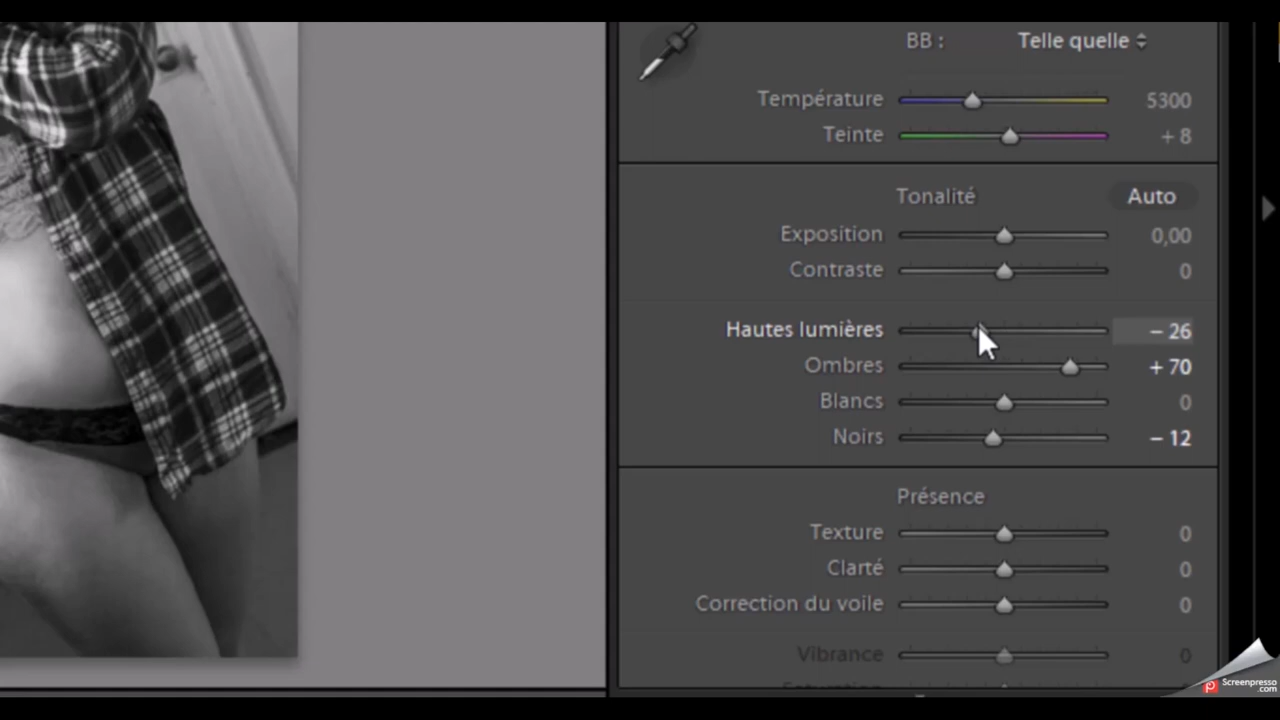 BB : Telle quelle
Température 5300
Teinte + 8
Tonalité Auto
Exposition 0,00
Contraste 0
Hautes lumières – 26
Ombres + 70
Blancs 0
Noirs – 12
Présence
Texture 0
Clarté 0
Correction du voile 0
Vibrance 0
Screenpresso
.com